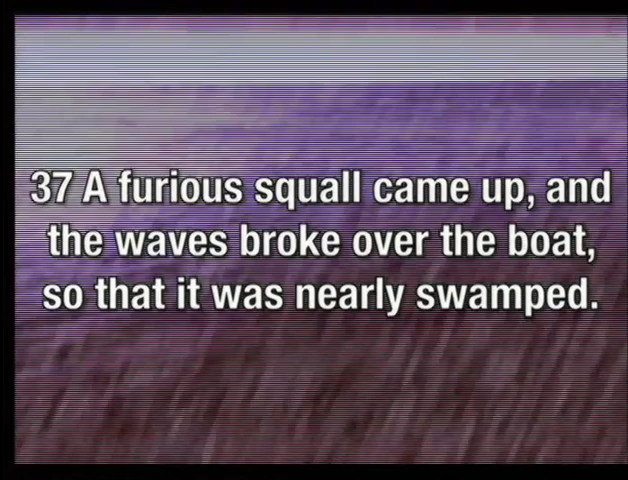 37 A furious squall came up, and
the waves broke over the boat,
so that it was nearly swamped.